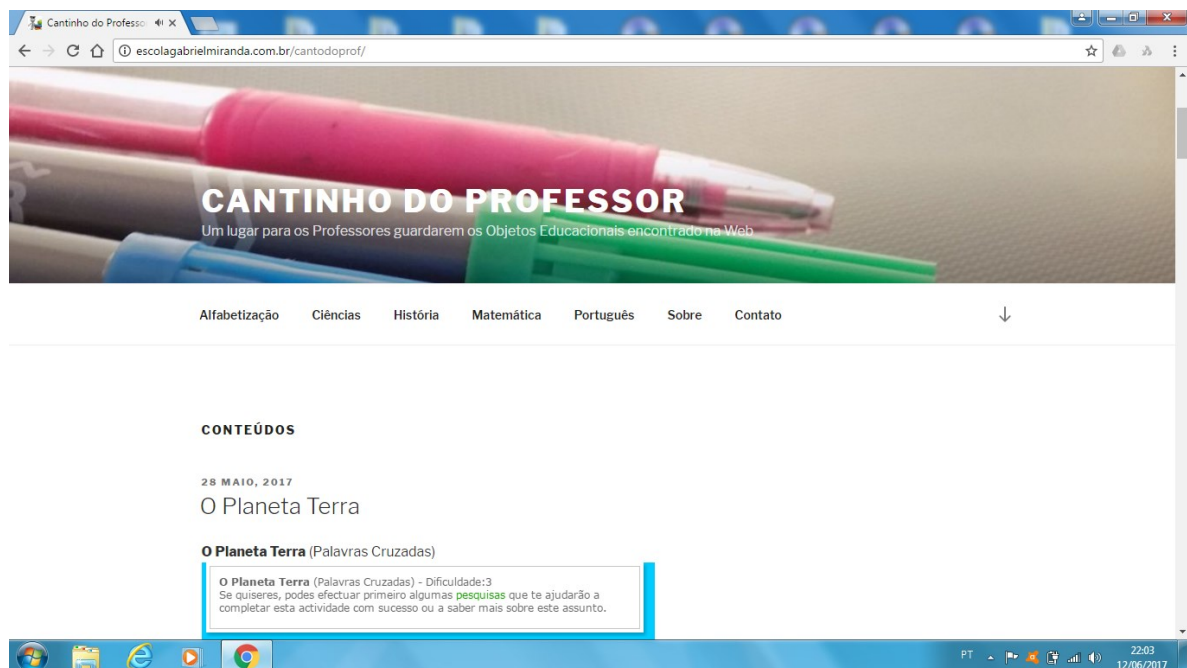 Cantinho do Professo
escolagabrielmiranda.com.br/cantodoprof/
CANTINHO DO PROFESSOR
Um lugar para os Professores guardarem os Objetos Educacionais encontrado na Web
Alfabetização Ciências História Matemática Português Sobre Contato
CONTEÚDOS
28 MAIO, 2017
O Planeta Terra
O Planeta Terra (Palavras Cruzadas)
O Planeta Terra (Palavras Cruzadas) - Dificuldade:3
Se quiseres, podes efectuar primeiro algumas pesquisas que te ajudarão a
completar esta actividade com sucesso ou a saber mais sobre este assunto.
PT
22:03
12/06/2017